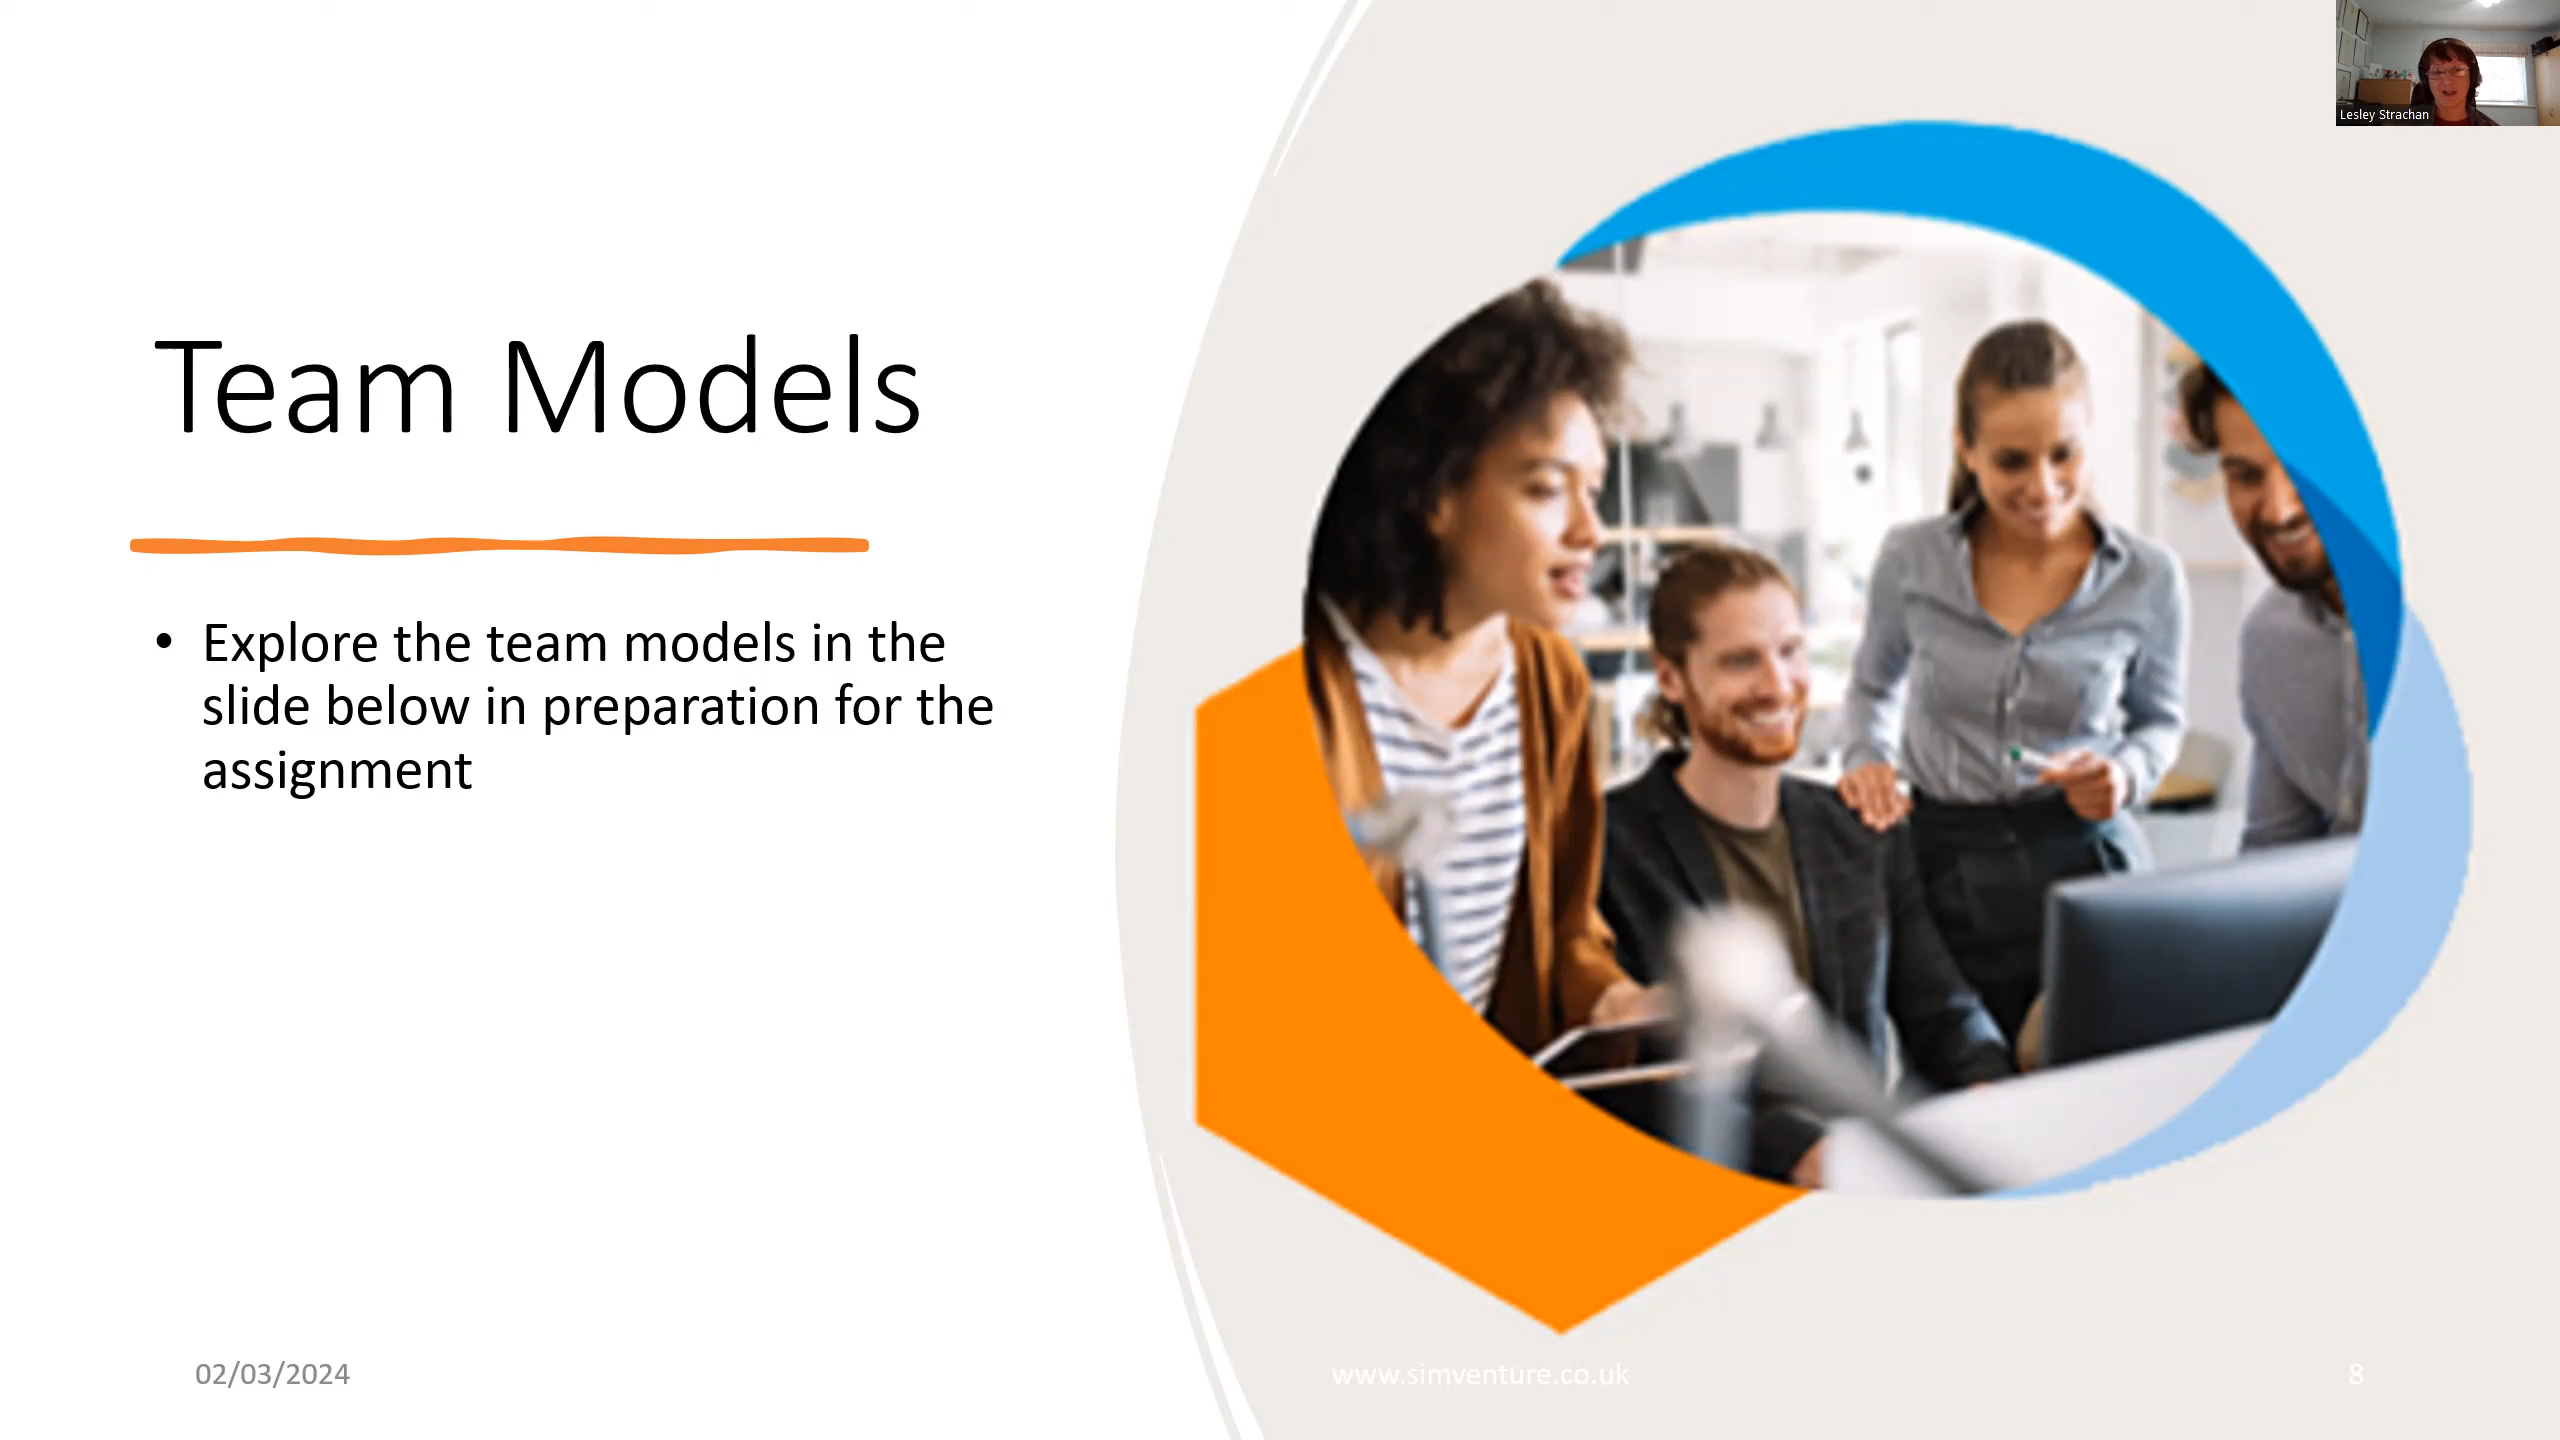 Lesley Strachan
Team Models
• Explore the team models in the
slide below in preparation for the
assignment
02/03/2024
www.simventure.co.uk
8